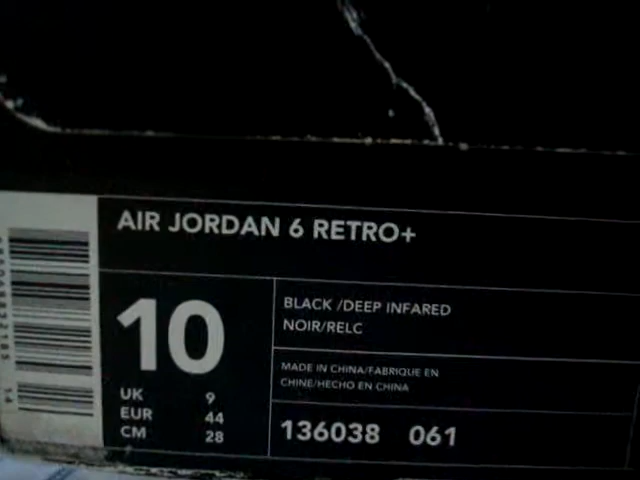 AIR JORDAN 6 RETRO+
10
UK 9
EUR 44
CM 28
BLACK /DEEP INFARED
NOIR/RELC
MADE IN CHINA/FABRIQUE EN
CHINE/HECHO EN CHINA
136038 061